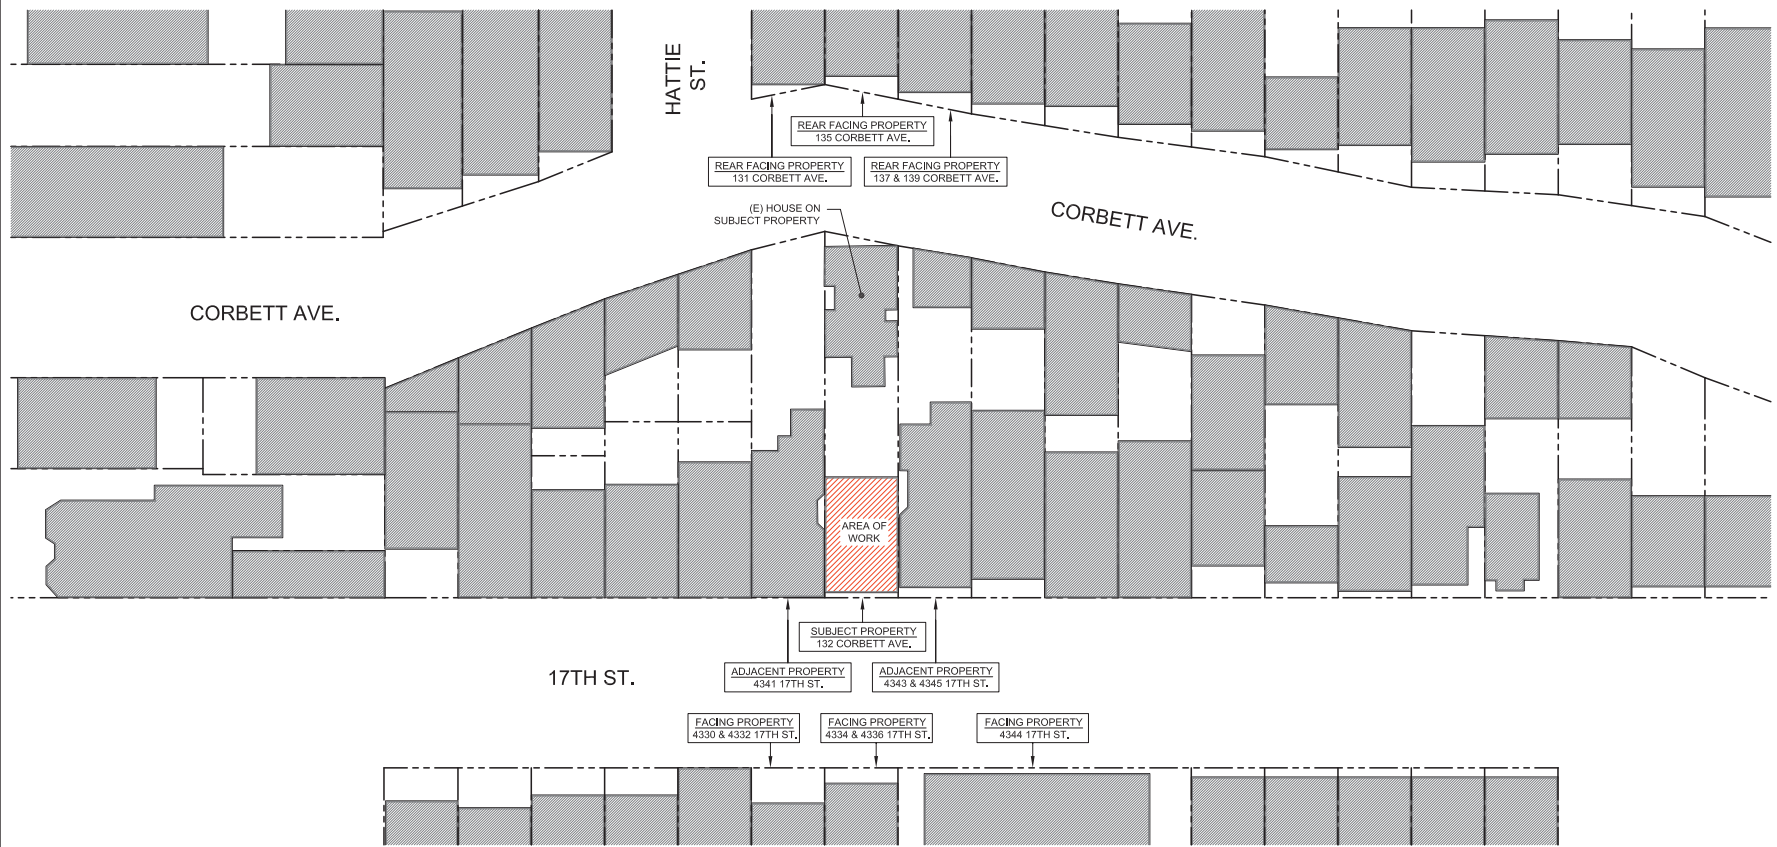 HATTIE
ST.
REAR FACING PROPERTY
135 CORBETT AVE.
REAR FACING PROPERTY
131 CORBETT AVE.
REAR FACING PROPERTY
137 & 139 CORBETT AVE.
(E) HOUSE ON
SUBJECT PROPERTY
CORBETT AVE.
CORBETT AVE.
AREA OF
WORK
SUBJECT PROPERTY
132 CORBETT AVE.
ADJACENT PROPERTY
4341 17TH ST.
ADJACENT PROPERTY
4343 & 4345 17TH ST.
17TH ST.
FACING PROPERTY
4330 & 4332 17TH ST.
FACING PROPERTY
4334 & 4336 17TH ST.
FACING PROPERTY
4344 17TH ST.